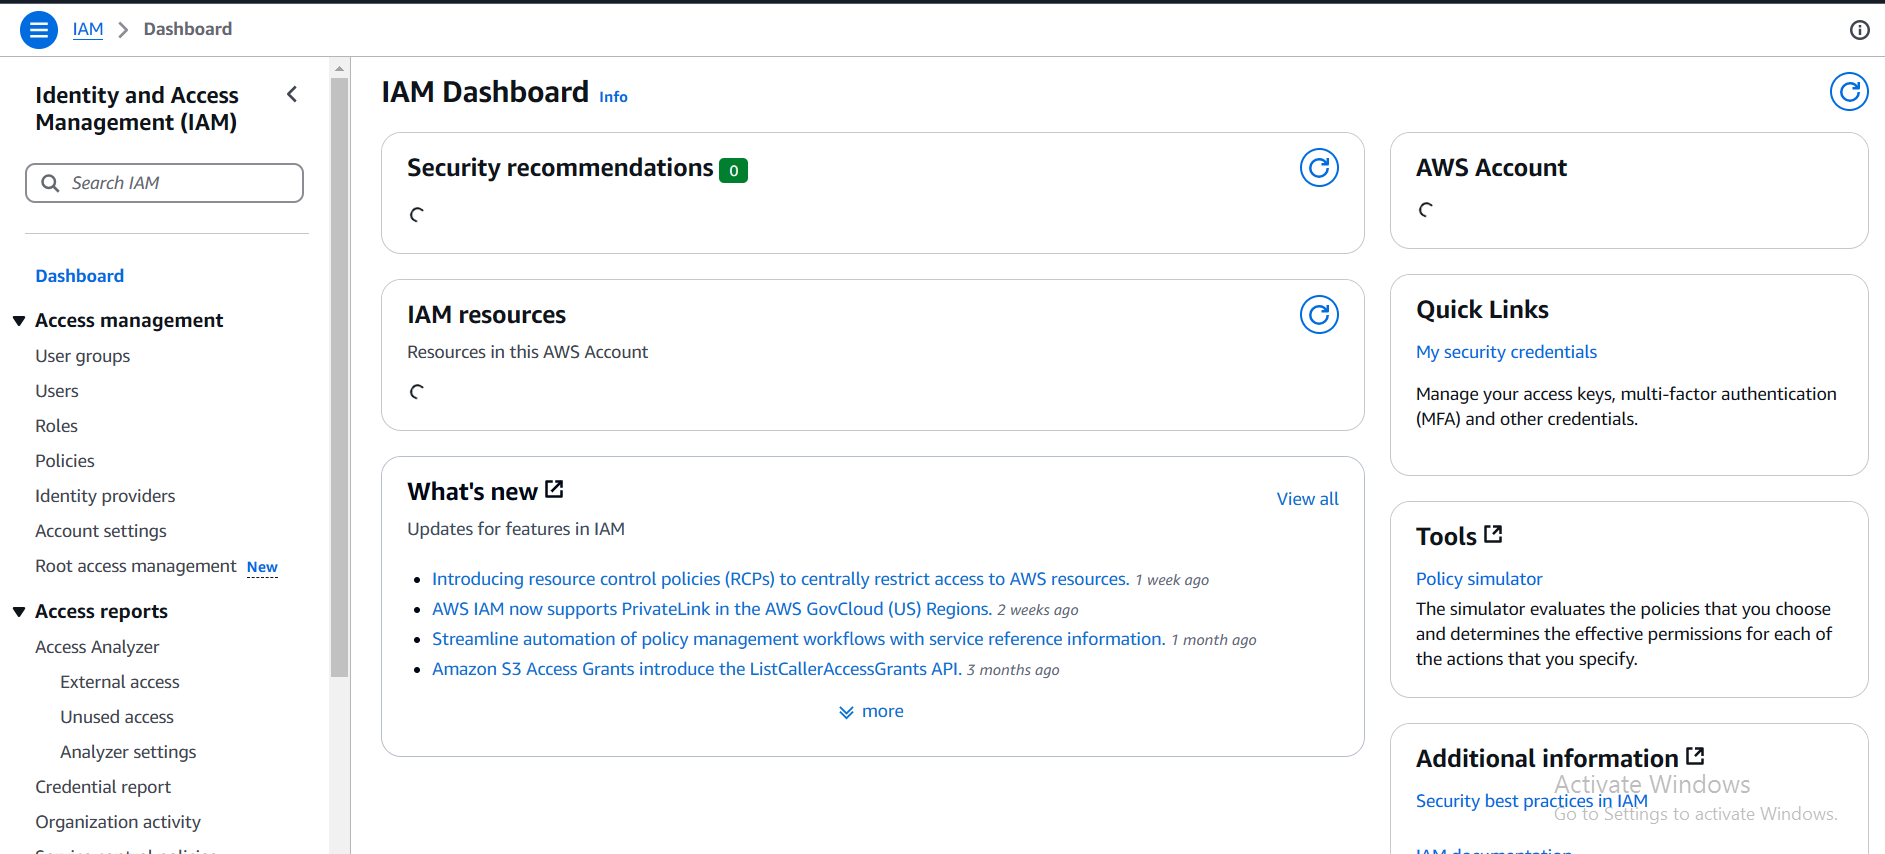 IAM > Dashboard
Identity and Access
Management (IAM)
Search IAM
Dashboard
Access management
User groups
Users
Roles
Policies
Identity providers
Account settings
Root access management New
Access reports
Access Analyzer
External access
Unused access
Analyzer settings
Credential report
Organization activity
Service control policies
IAM Dashboard Info
Security recommendations 0
IAM resources
Resources in this AWS Account
What's new
View all
Updates for features in IAM
Introducing resource control policies (RCPs) to centrally restrict access to AWS resources. 1 week ago
AWS IAM now supports PrivateLink in the AWS GovCloud (US) Regions. 2 weeks ago
Streamline automation of policy management workflows with service reference information. 1 month ago
Amazon S3 Access Grants introduce the ListCallerAccessGrants API. 3 months ago
more
AWS Account
Quick Links
My security credentials
Manage your access keys, multi-factor authentication
(MFA) and other credentials.
Tools
Policy simulator
The simulator evaluates the policies that you choose
and determines the effective permissions for each of
the actions that you specify.
Additional information
Activate Windows
Security best practices in IAM
Go to Settings to activate Windows.
IAM documentation